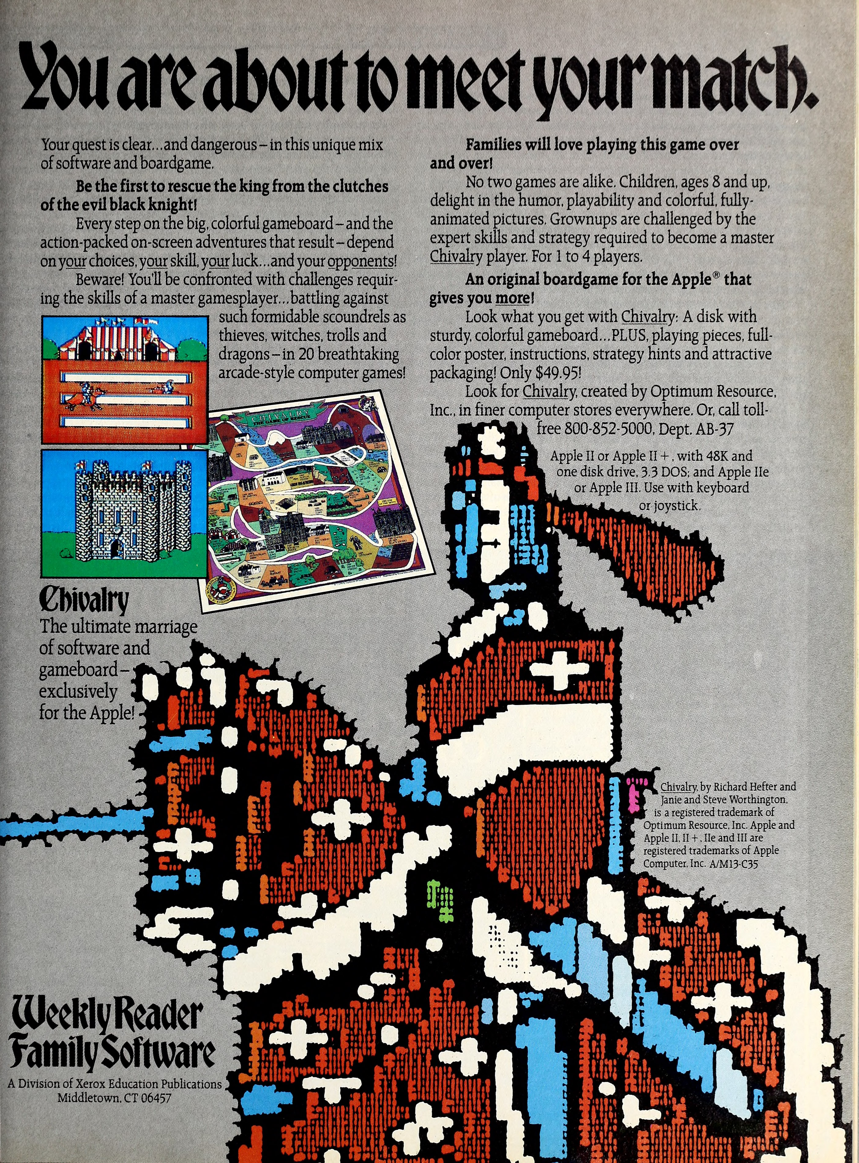 You are about to meet your match.
Your quest is clear...and dangerous – in this unique mix
of software and boardgame.
Be the first to rescue the king from the clutches
of the evil black knight!
Every step on the big, colorful gameboard – and the
action-packed on-screen adventures that result – depend
on your choices, your skill, your luck...and your opponents!
Beware! You'll be confronted with challenges requir-
ing the skills of a master gamesplayer...battling against
such formidable scoundrels as
thieves, witches, trolls and
dragons – in 20 breathtaking
arcade-style computer games!
CHIVALRY
Chivalry
The ultimate marriage
of software and
gameboard –
exclusively
for the Apple!
Families will love playing this game over
and over!
No two games are alike. Children, ages 8 and up,
delight in the humor, playability and colorful, fully-
animated pictures. Grownups are challenged by the
expert skills and strategy required to become a master
Chivalry player. For 1 to 4 players.
An original boardgame for the Apple® that
gives you more!
Look what you get with Chivalry: A disk with
sturdy, colorful gameboard...PLUS, playing pieces, full-
color poster, instructions, strategy hints and attractive
packaging! Only $49.95!
Look for Chivalry, created by Optimum Resource,
Inc., in finer computer stores everywhere. Or, call toll-
free 800-852-5000, Dept. AB-37
Apple II or Apple II +, with 48K and
one disk drive, 3.3 DOS; and Apple IIe
or Apple III. Use with keyboard
or joystick.
Chivalry, by Richard Hefter and
Janie and Steve Worthington,
is a registered trademark of
Optimum Resource, Inc. Apple and
Apple II, II +, IIe and III are
registered trademarks of Apple
Computer, Inc. A/M13-C35
Weekly Reader
Family Software
A Division of Xerox Education Publications
Middletown, CT 06457